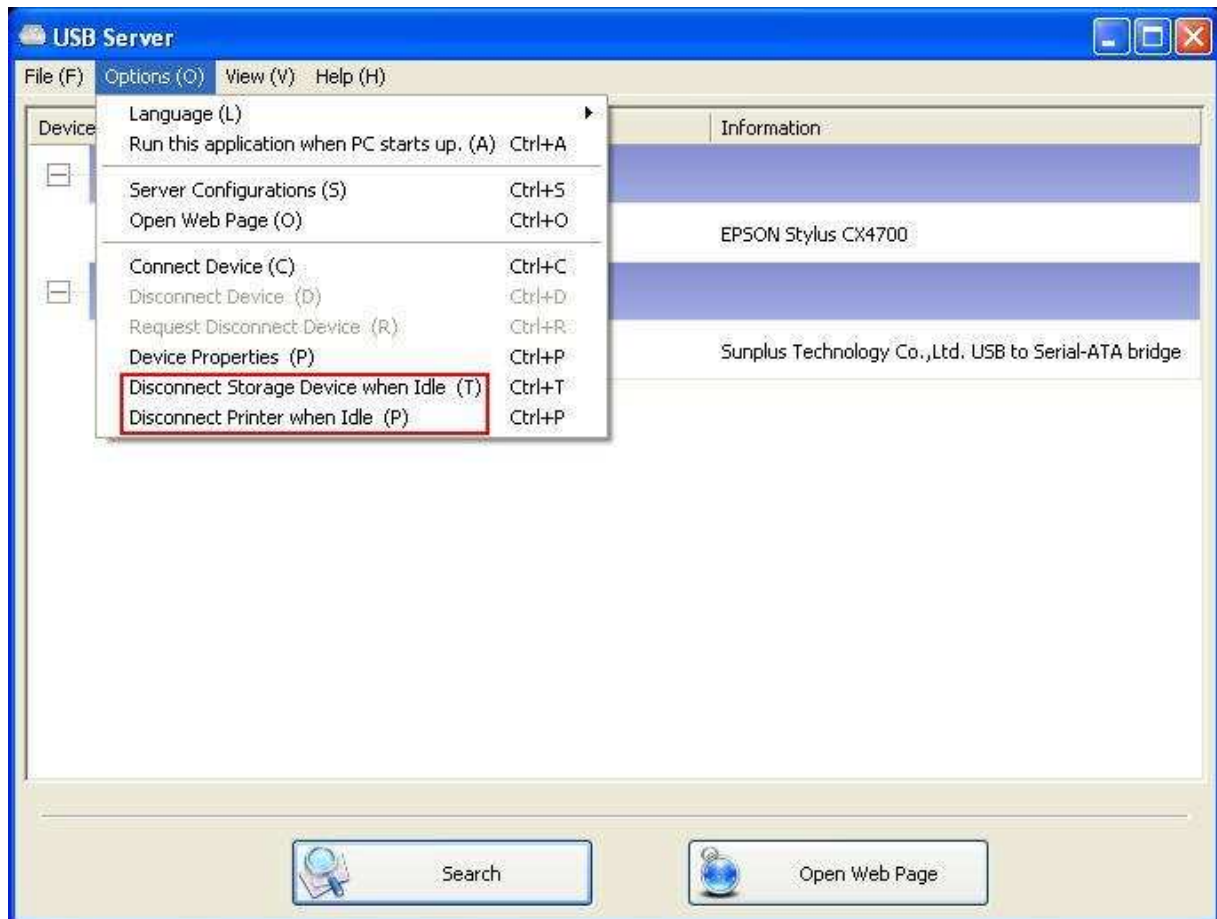 USB Server
File (F) Options (O) View (V) Help (H)
Device Information
Language (L)
Run this application when PC starts up. (A) Ctrl+A
Server Configurations (S) Ctrl+S
Open Web Page (O) Ctrl+O
EPSON Stylus CX4700
Connect Device (C) Ctrl+C
Disconnect Device (D) Ctrl+D
Request Disconnect Device (R) Ctrl+R
Device Properties (P) Ctrl+P
Sunplus Technology Co.,Ltd. USB to Serial-ATA bridge
Disconnect Storage Device when Idle (T) Ctrl+T
Disconnect Printer when Idle (P) Ctrl+P
Search
Open Web Page